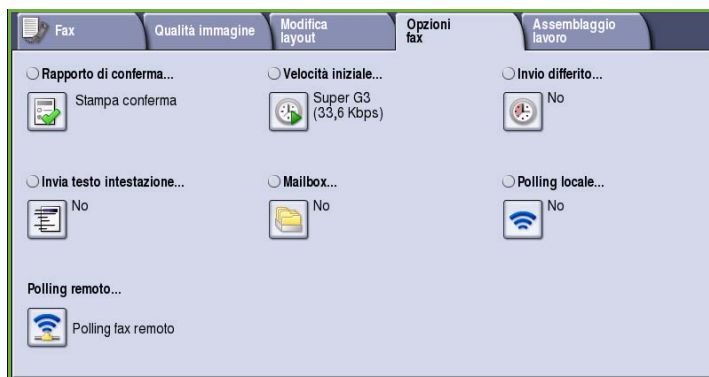 Fax
Qualità immagine
Modifica
layout
Opzioni
fax
Assemblaggio
lavoro
Rapporto di conferma...
Stampa conferma
Velocità iniziale...
Super G3
(33,6 Kbps)
Invio differito...
No
Invia testo intestazione...
No
Mailbox...
No
Polling locale...
No
Polling remoto...
Polling fax remoto